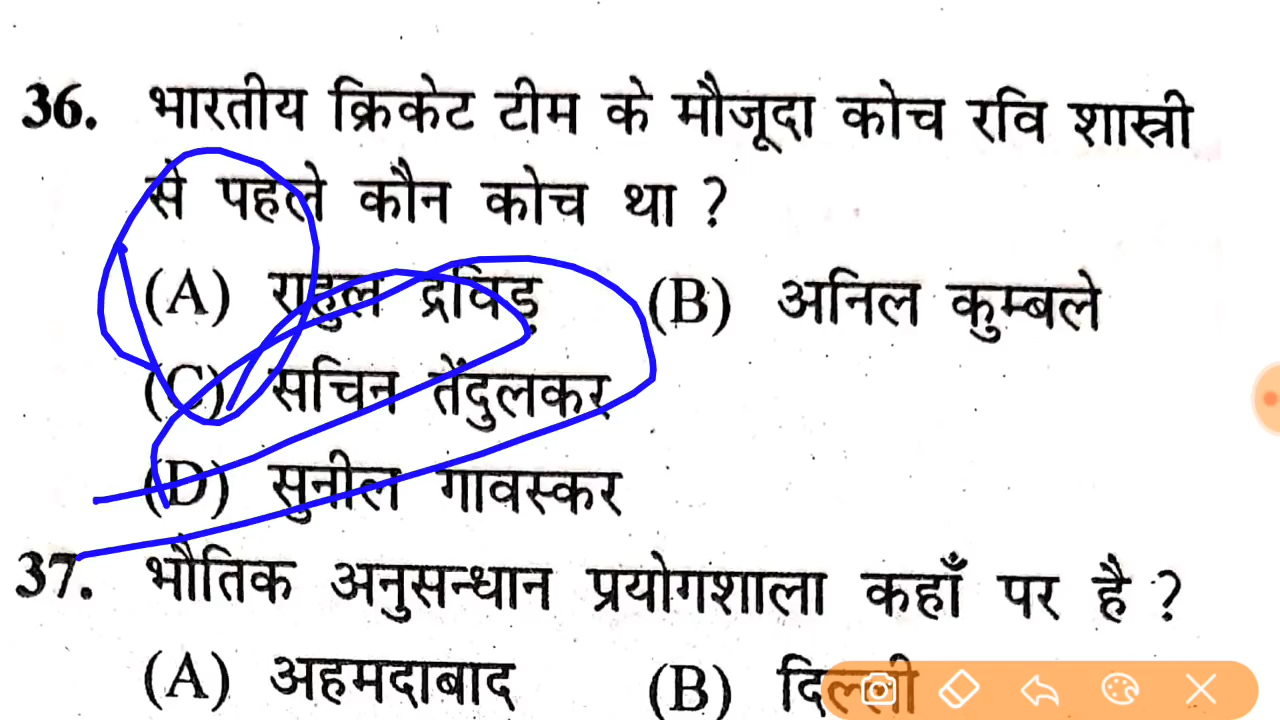 36. भारतीय क्रिकेट टीम के मौजूदा कोच रवि शास्त्री
से पहले कौन कोच था ?
(A) राहुल द्रविड़ (B) अनिल कुम्बले
(C) सचिन तेंदुलकर
(D) सुनील गावस्कर
37. भौतिक अनुसन्धान प्रयोगशाला कहाँ पर है ?
(A) अहमदाबाद (B) दिल्ली